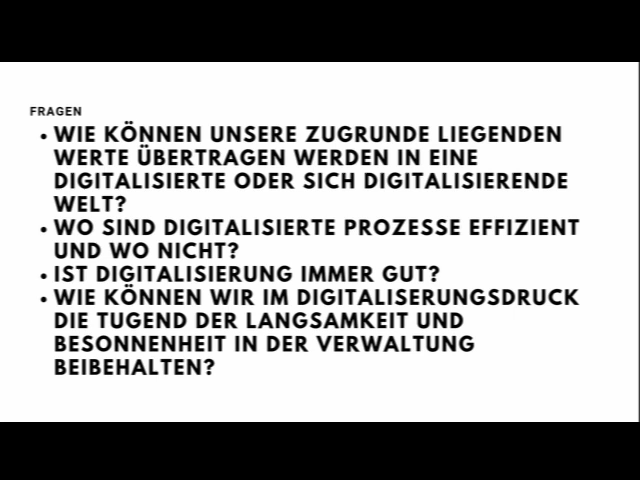 FRAGEN
• WIE KÖNNEN UNSERE ZUGRUNDE LIEGENDEN
WERTE ÜBERTRAGEN WERDEN IN EINE
DIGITALISIERTE ODER SICH DIGITALISIERENDE
WELT?
• WO SIND DIGITALISIERTE PROZESSE EFFIZIENT
UND WO NICHT?
• IST DIGITALISIERUNG IMMER GUT?
• WIE KÖNNEN WIR IM DIGITALISERUNGSDRUCK
DIE TUGEND DER LANGSAMKEIT UND
BESONNENHEIT IN DER VERWALTUNG
BEIBEHALTEN?